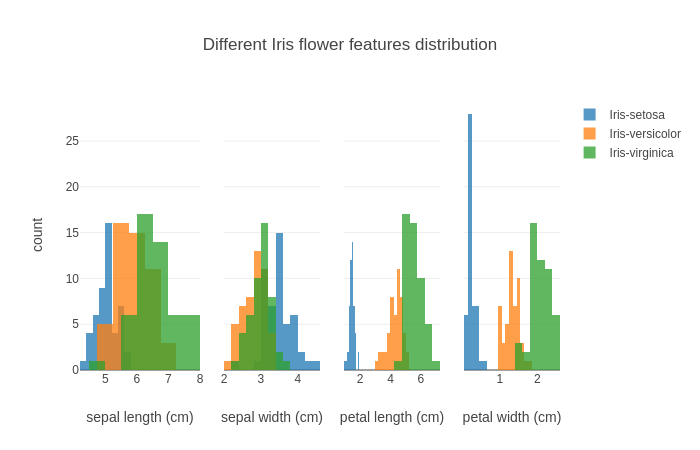 Different Iris flower features distribution
Iris-setosa
Iris-versicolor
Iris-virginica
count
25
20
15
10
5
0
5 6 7 8
2 3 4
2 4 6
1 2
sepal length (cm)
sepal width (cm)
petal length (cm)
petal width (cm)